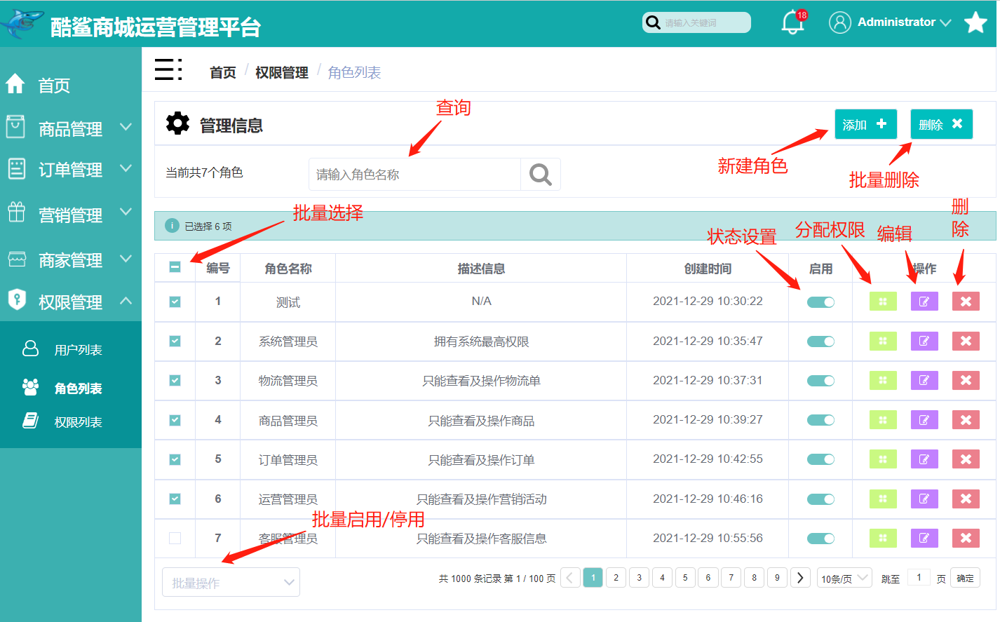 酷鲨商城运营管理平台
请输入关键词
18
Administrator
首页
商品管理
订单管理
营销管理
商家管理
权限管理
用户列表
角色列表
权限列表
首页 / 权限管理 / 角色列表
查询
管理信息
添加
删除
新建角色
批量删除
当前共7个角色
请输入角色名称
批量选择
已选择 6 项
状态设置
分配权限
编辑
删
除
编号 角色名称 描述信息 创建时间 启用 操作
1 测试 N/A 2021-12-29 10:30:22
2 系统管理员 拥有系统最高权限 2021-12-29 10:35:47
3 物流管理员 只能查看及操作物流单 2021-12-29 10:37:31
4 商品管理员 只能查看及操作商品 2021-12-29 10:39:27
5 订单管理员 只能查看及操作订单 2021-12-29 10:42:55
6 运营管理员 只能查看及操作营销活动 2021-12-29 10:46:16
批量启用/停用
7 客服管理员 只能查看及操作客服信息 2021-12-29 10:55:56
批量操作
共 1000 条记录 第 1 / 100 页 1 2 3 4 5 6 7 8 9 10条/页 跳至 1 页 确定